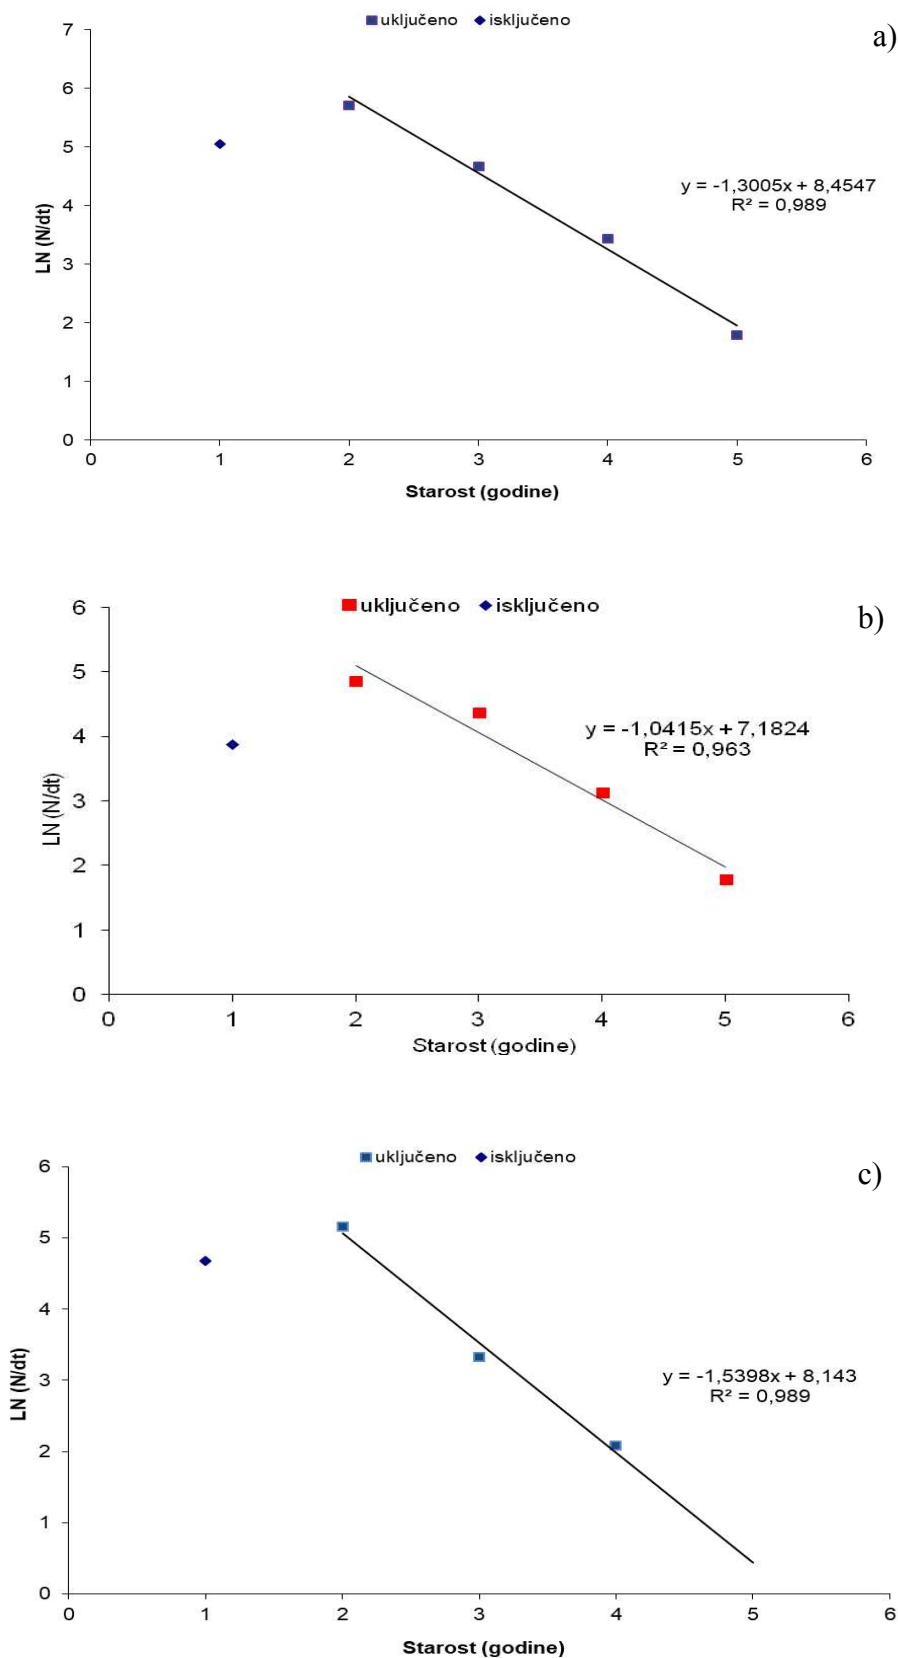 uključeno isključeno
a)
7
6
5
4
3
2
1
0
LN (N/dt)
y = -1,3005x + 8,4547
R² = 0,989
0 1 2 3 4 5 6
Starost (godine)
uključeno isključeno
b)
6
5
4
3
2
1
0
LN (N/dt)
y = -1,0415x + 7,1824
R² = 0,963
0 1 2 3 4 5 6
Starost (godine)
uključeno isključeno
c)
6
5
4
3
2
1
0
LN (N/dt)
y = -1,5398x + 8,143
R² = 0,989
0 1 2 3 4 5 6
Starost (godine)